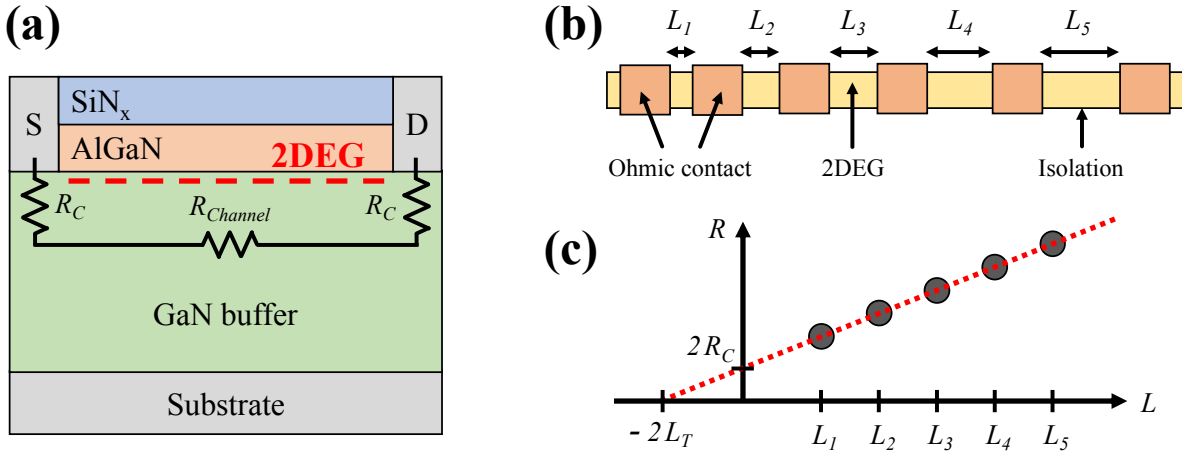 (a)
S
SiNx
D
AlGaN
2DEG
RC
RChannel
RC
GaN buffer
Substrate
(b)
L1
L2
L3
L4
L5
Ohmic contact
2DEG
Isolation
(c)
R
2RC
L
- 2LT
L1
L2
L3
L4
L5